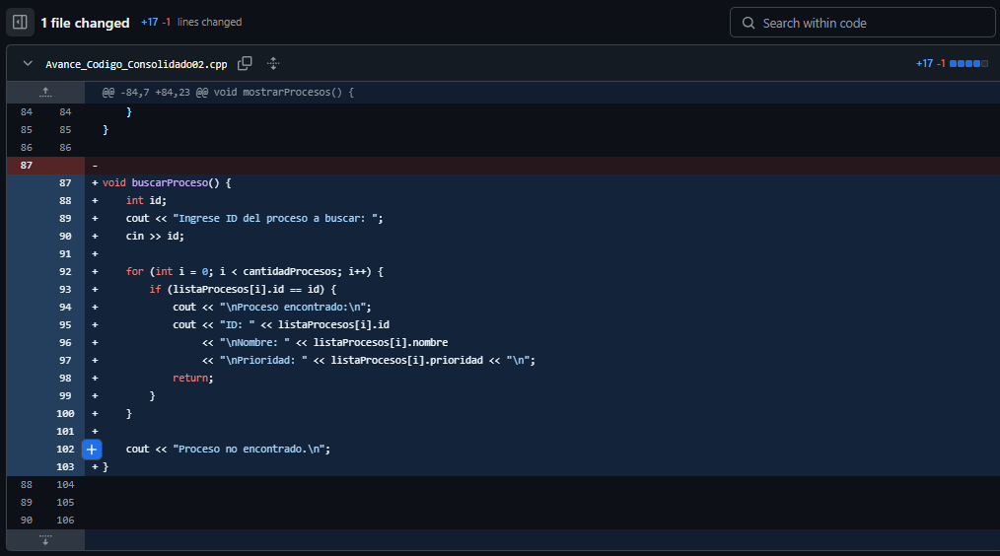 1 file changed +17 -1 lines changed
Search within code
Avance_Codigo_Consolidado02.cpp
+17 -1
@@ -84,7 +84,23 @@ void mostrarProcesos() {
84 84     }
85 85 }
86 86
87 -
87 + void buscarProceso() {
88 +     int id;
89 +     cout << "Ingrese ID del proceso a buscar: ";
90 +     cin >> id;
91 +
92 +     for (int i = 0; i < cantidadProcesos; i++) {
93 +         if (listaProcesos[i].id == id) {
94 +             cout << "\nProceso encontrado:\n";
95 +             cout << "ID: " << listaProcesos[i].id
96 +                  << "\nNombre: " << listaProcesos[i].nombre
97 +                  << "\nPrioridad: " << listaProcesos[i].prioridad << "\n";
98 +             return;
99 +         }
100 +     }
101 +
102 +     cout << "Proceso no encontrado.\n";
103 + }
88 104
89 105
90 106